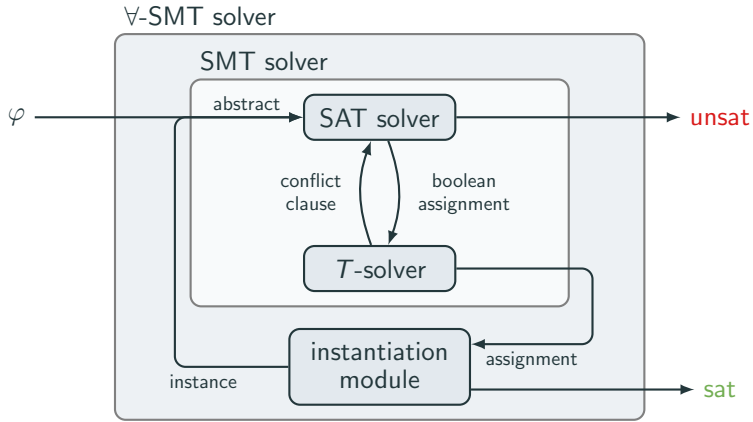 ∀-SMT solver
SMT solver
φ
abstract
SAT solver
unsat
conflict
clause
boolean
assignment
T-solver
instantiation
module
assignment
instance
sat